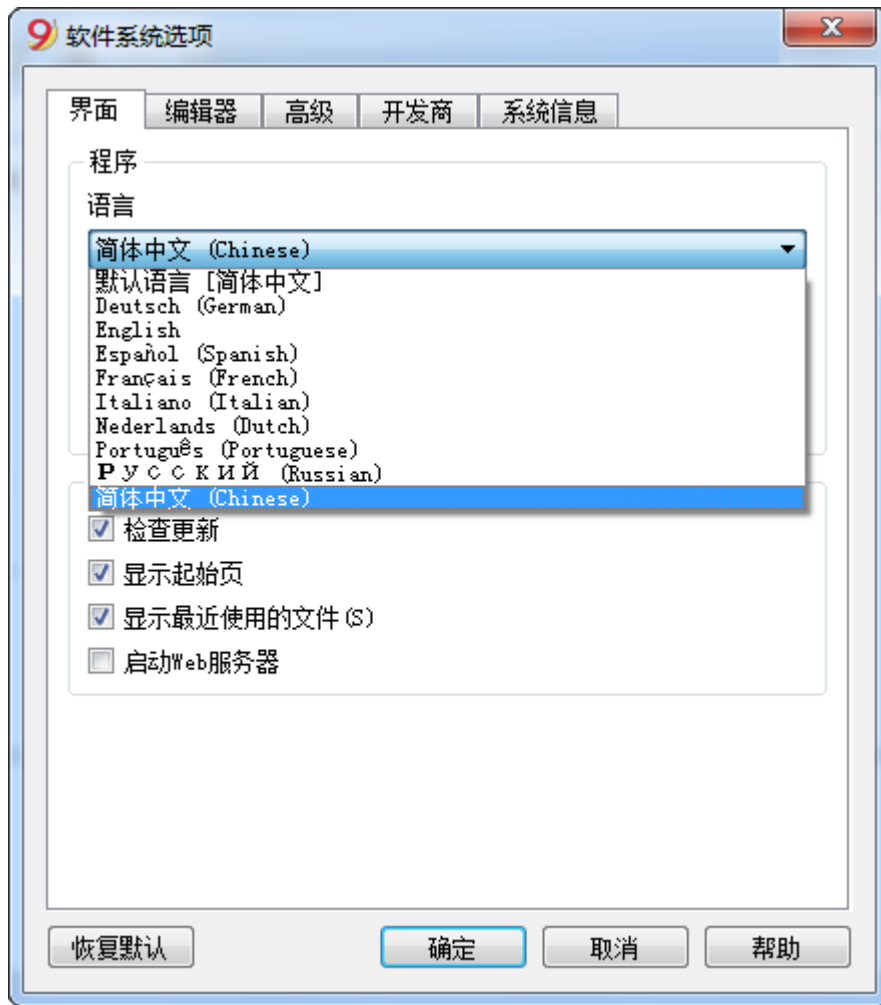 9 软件系统选项
界面 编辑器 高级 开发商 系统信息
程序
语言
简体中文 (Chinese)
默认语言 [简体中文]
Deutsch (German)
English
Español (Spanish)
Français (French)
Italiano (Italian)
Nederlands (Dutch)
Português (Portuguese)
Русский (Russian)
简体中文 (Chinese)
检查更新
显示起始页
显示最近使用的文件(S)
启动Web服务器
恢复默认 确定 取消 帮助